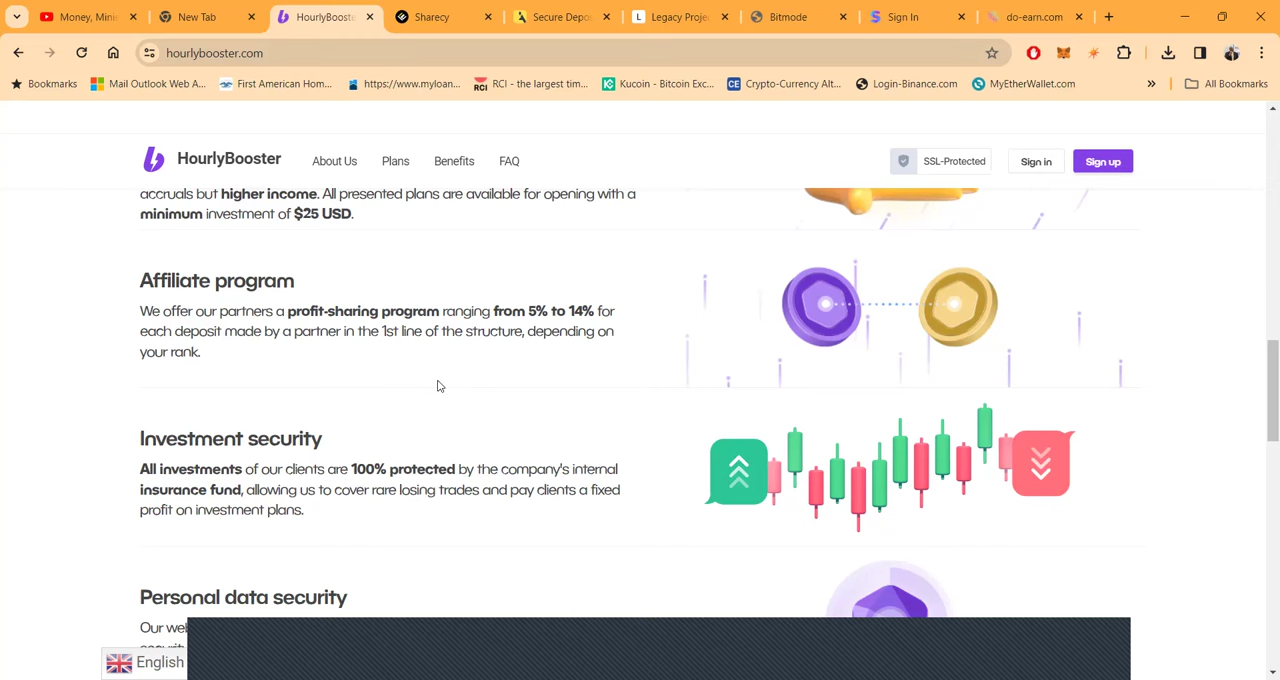 Money, Mini
New Tab
HourlyBooste
Sharecy
Secure Depo
Legacy Proje
Bitmode
Sign In
do-earn.com
hourlybooster.com
Bookmarks
Mail Outlook Web A...
First American Hom...
https://www.myloan...
RCI - the largest tim...
Kucoin - Bitcoin Exc...
Crypto-Currency Alt...
Login-Binance.com
MyEtherWallet.com
All Bookmarks
HourlyBooster
About Us
Plans
Benefits
FAQ
SSL-Protected
Sign in
Sign up
accruals but higher income. All presented plans are available for opening with a
minimum investment of $25 USD.
Affiliate program
We offer our partners a profit-sharing program ranging from 5% to 14% for
each deposit made by a partner in the 1st line of the structure, depending on
your rank.
Investment security
All investments of our clients are 100% protected by the company's internal
insurance fund, allowing us to cover rare losing trades and pay clients a fixed
profit on investment plans.
Personal data security
Our web
English